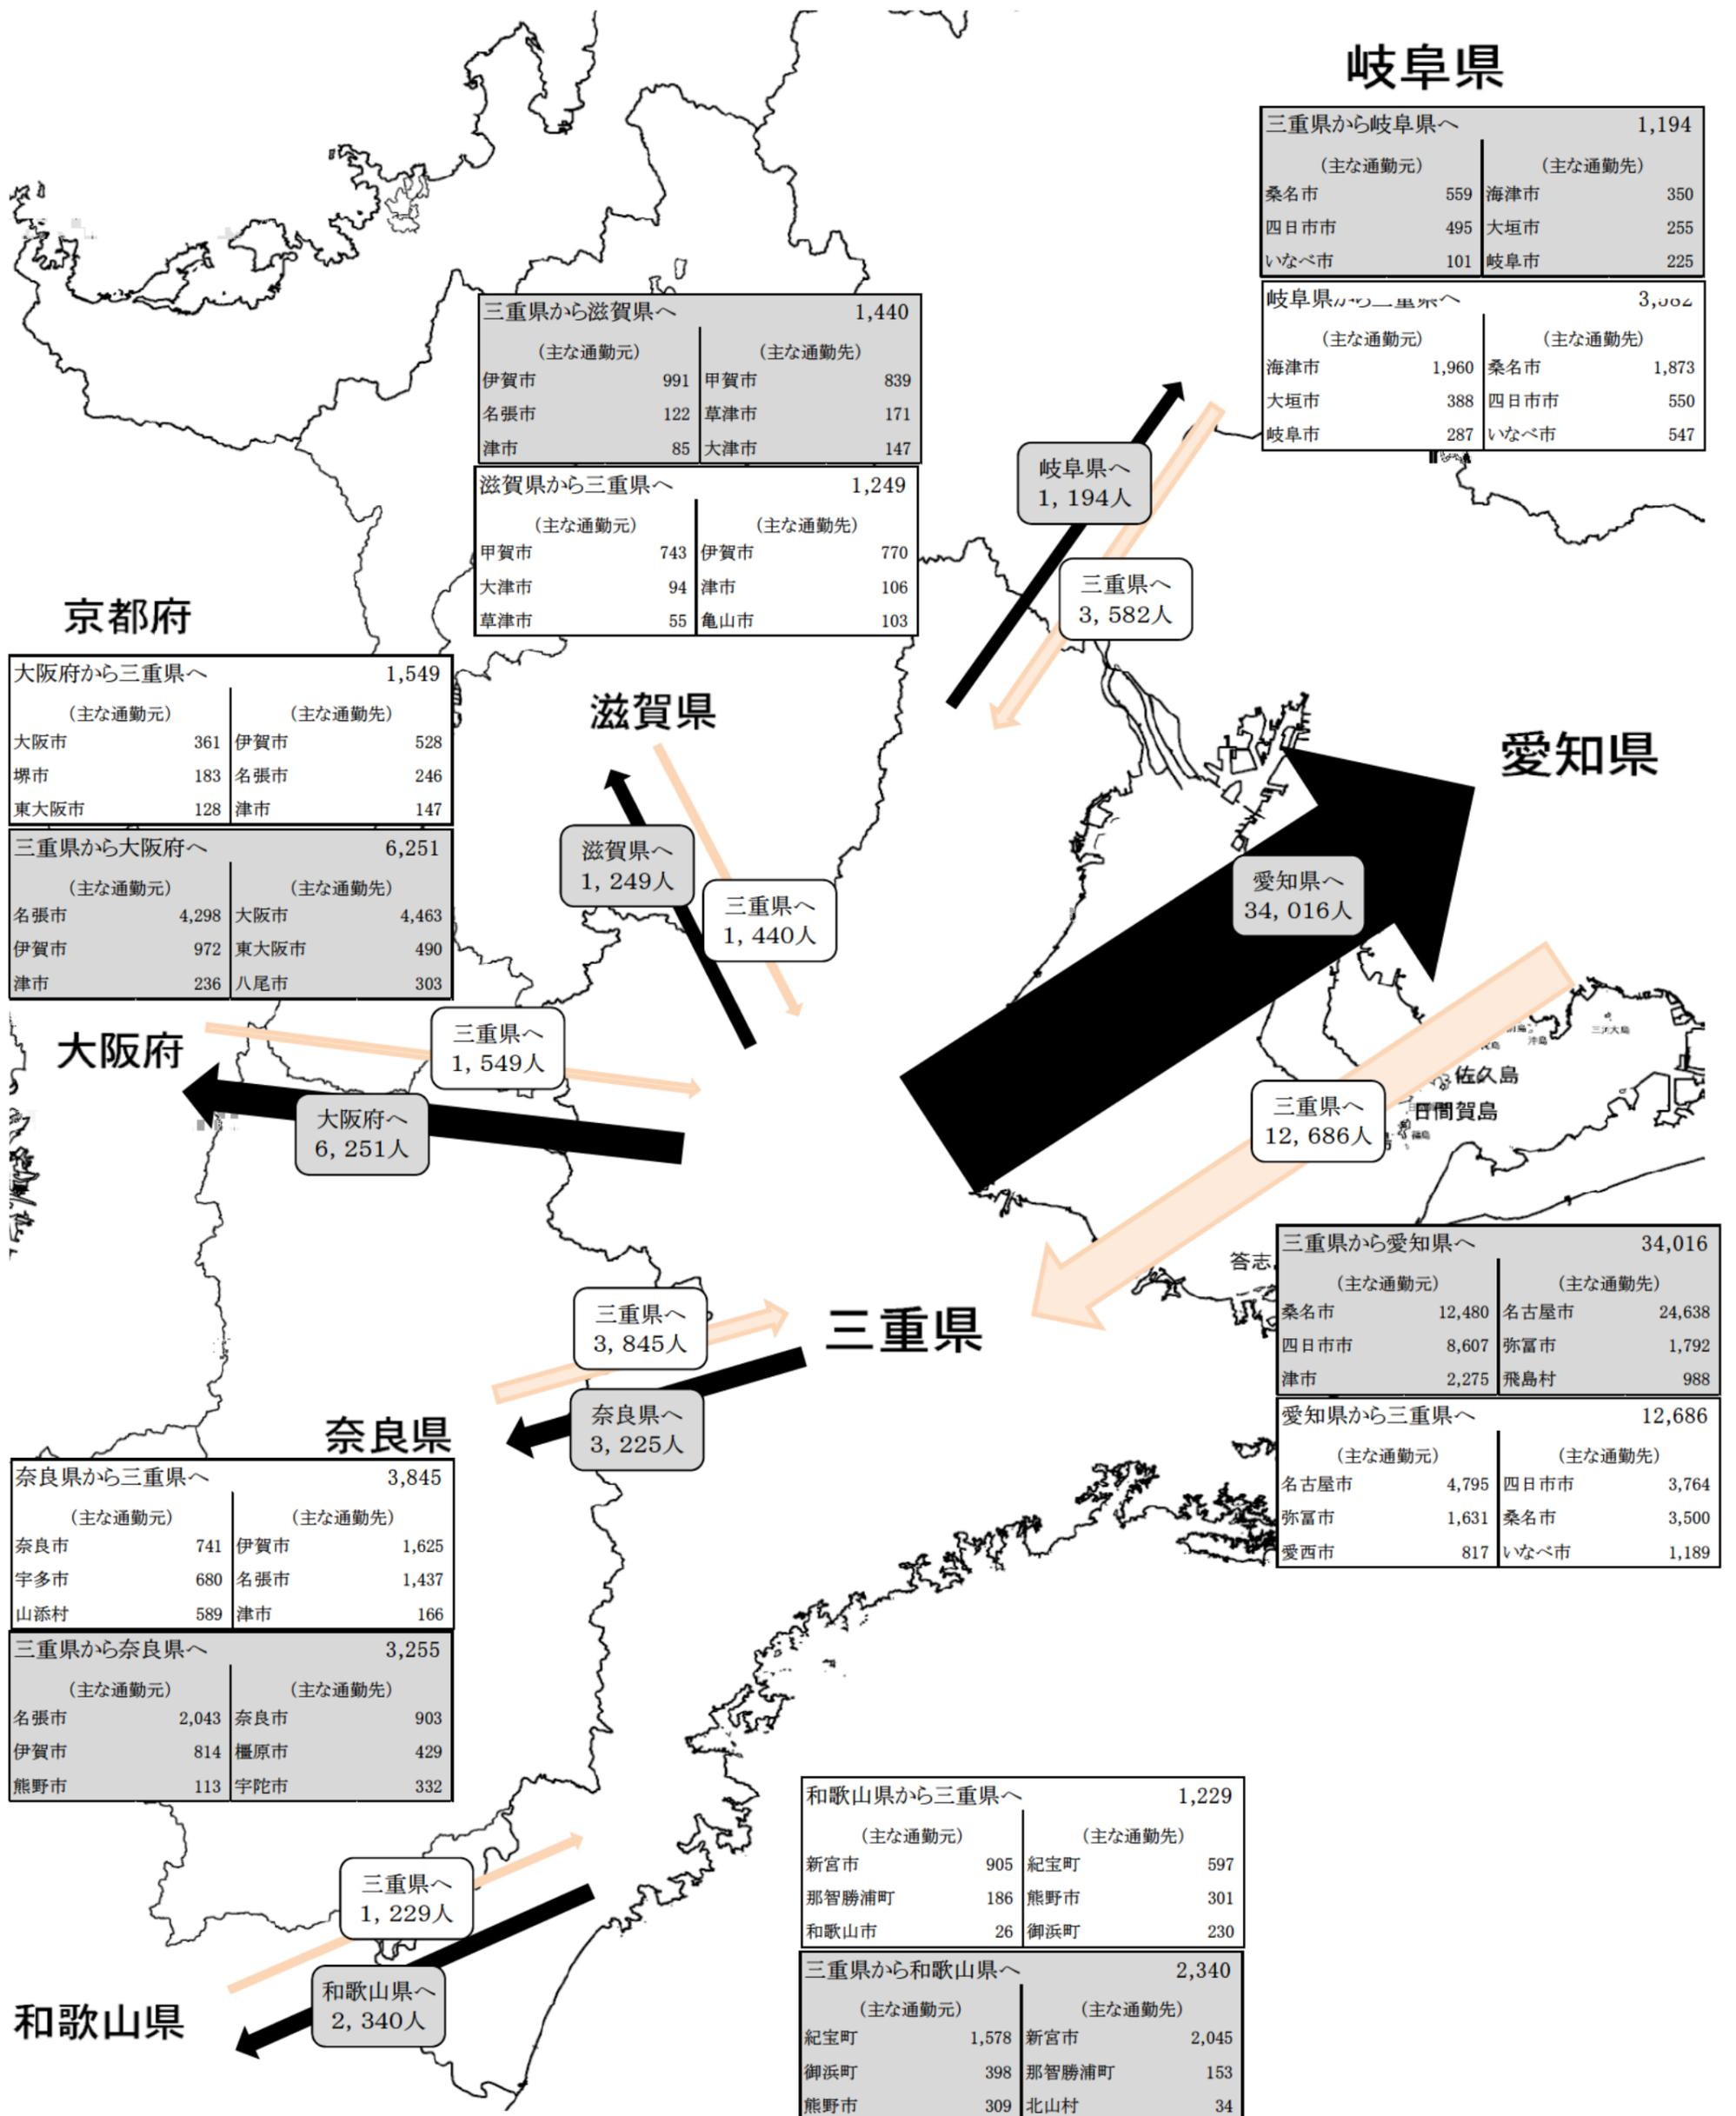 岐阜県
三重県から岐阜県へ 1,194
（主な通勤元） （主な通勤先）
桑名市 559 海津市 350
四日市市 495 大垣市 255
いなべ市 101 岐阜市 225
岐阜県から三重県へ 3,582
（主な通勤元） （主な通勤先）
海津市 1,960 桑名市 1,873
大垣市 388 四日市市 550
岐阜市 287 いなべ市 547
三重県から滋賀県へ 1,440
（主な通勤元） （主な通勤先）
伊賀市 991 甲賀市 839
名張市 122 草津市 171
津市 85 大津市 147
滋賀県から三重県へ 1,249
（主な通勤元） （主な通勤先）
甲賀市 743 伊賀市 770
大津市 94 津市 106
草津市 55 亀山市 103
岐阜県へ
1, 194人
三重県へ
3, 582人
京都府
大阪府から三重県へ 1,549
（主な通勤元） （主な通勤先）
大阪市 361 伊賀市 528
堺市 183 名張市 246
東大阪市 128 津市 147
三重県から大阪府へ 6,251
（主な通勤元） （主な通勤先）
名張市 4,298 大阪市 4,463
伊賀市 972 東大阪市 490
津市 236 八尾市 303
滋賀県
愛知県
滋賀県へ
1, 249人
三重県へ
1, 440人
愛知県へ
34, 016人
大阪府
三重県へ
1, 549人
大阪府へ
6, 251人
沖島
佐久島
日間賀島
三重県へ
12, 686人
答志
三重県から愛知県へ 34,016
（主な通勤元） （主な通勤先）
桑名市 12,480 名古屋市 24,638
四日市市 8,607 弥冨市 1,792
津市 2,275 飛島村 988
愛知県から三重県へ 12,686
（主な通勤元） （主な通勤先）
名古屋市 4,795 四日市市 3,764
弥冨市 1,631 桑名市 3,500
愛西市 817 いなべ市 1,189
三重県へ
3, 845人
三重県
奈良県へ
3, 225人
奈良県
奈良県から三重県へ 3,845
（主な通勤元） （主な通勤先）
奈良市 741 伊賀市 1,625
宇多市 680 名張市 1,437
山添村 589 津市 166
三重県から奈良県へ 3,255
（主な通勤元） （主な通勤先）
名張市 2,043 奈良市 903
伊賀市 814 橿原市 429
熊野市 113 宇陀市 332
三重県へ
1, 229人
和歌山県へ
2, 340人
和歌山県
和歌山県から三重県へ 1,229
（主な通勤元） （主な通勤先）
新宮市 905 紀宝町 597
那智勝浦町 186 熊野市 301
和歌山市 26 御浜町 230
三重県から和歌山県へ 2,340
（主な通勤元） （主な通勤先）
紀宝町 1,578 新宮市 2,045
御浜町 398 那智勝浦町 153
熊野市 309 北山村 34